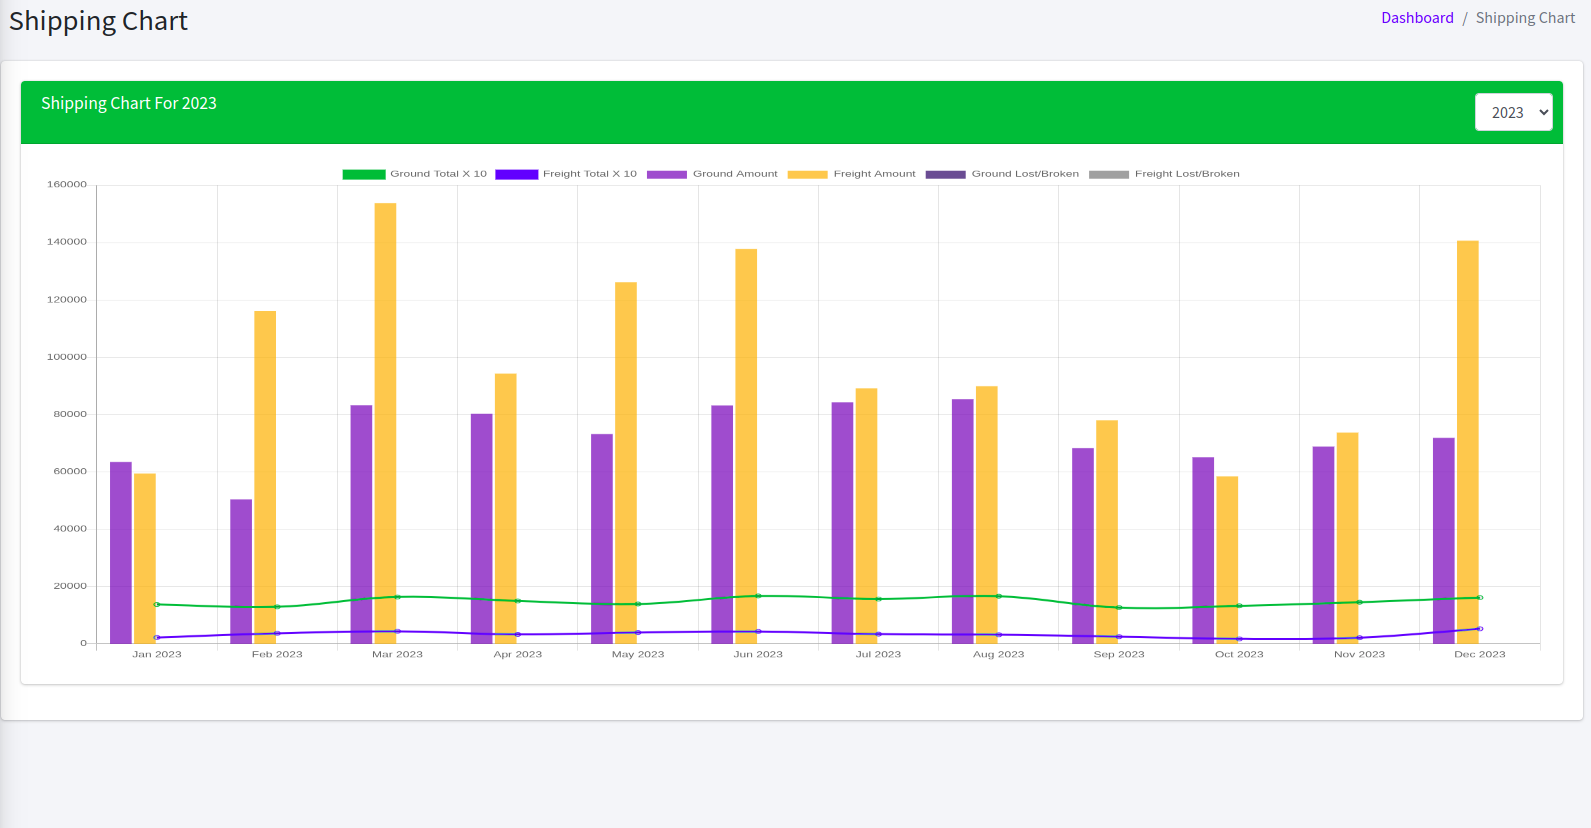 Shipping Chart
Dashboard / Shipping Chart
Shipping Chart For 2023
2023
Ground Total X 10 Freight Total X 10 Ground Amount Freight Amount Ground Lost/Broken Freight Lost/Broken
160000
140000
120000
100000
80000
60000
40000
20000
0
Jan 2023 Feb 2023 Mar 2023 Apr 2023 May 2023 Jun 2023 Jul 2023 Aug 2023 Sep 2023 Oct 2023 Nov 2023 Dec 2023